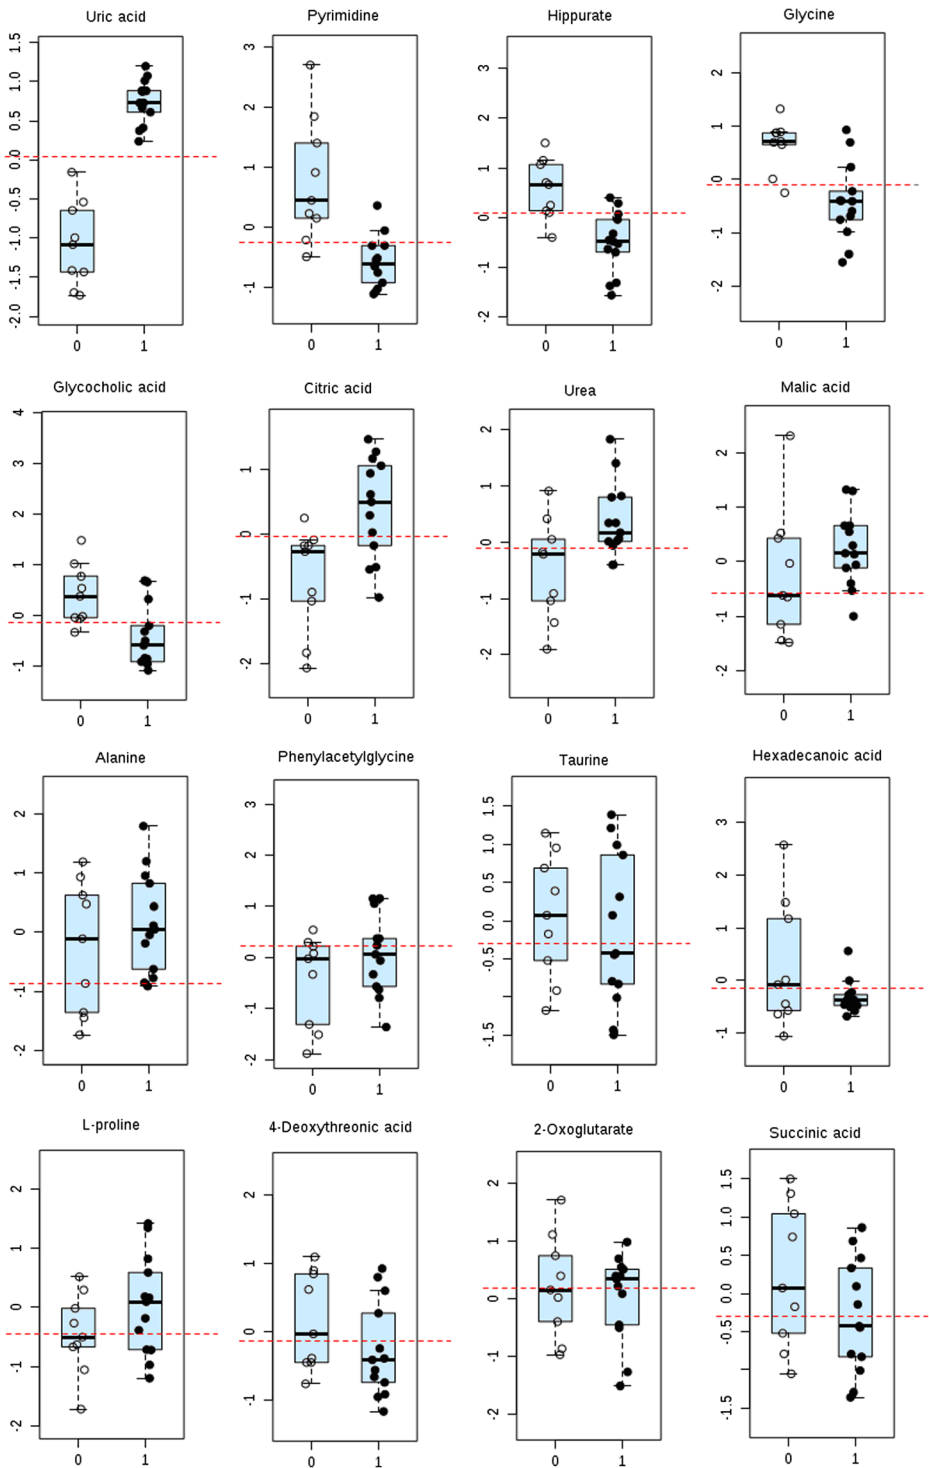 Uric acid Pyrimidine Hippurate Glycine
1.5 1.0 0.5 0.0 -0.5 -1.0 -1.5 -2.0
3 2 1 0 -1
3 2 1 0 -1 -2
2 1 0 -1 -2
0 1 0 1 0 1 0 1
Glycocholic acid Citric acid Urea Malic acid
4 3 2 1 0 -1
1 0 -1 -2
2 1 0 -1 -2
2 1 0 -1 -2
0 1 0 1 0 1 0 1
Alanine Phenylacetylglycine Taurine Hexadecanoic acid
2 1 0 -1 -2
3 2 1 0 -1 -2
1.5 1.0 0.5 0.0 -0.5 -1.5
3 2 1 0 -1
0 1 0 1 0 1 0 1
L-proline 4-Deoxythreonic acid 2-Oxoglutarate Succinic acid
2 1 0 -1 -2
2 1 0 -1
2 1 0 -1 -2
1.5 1.0 0.5 0.0 -0.5 -1.5
0 1 0 1 0 1 0 1